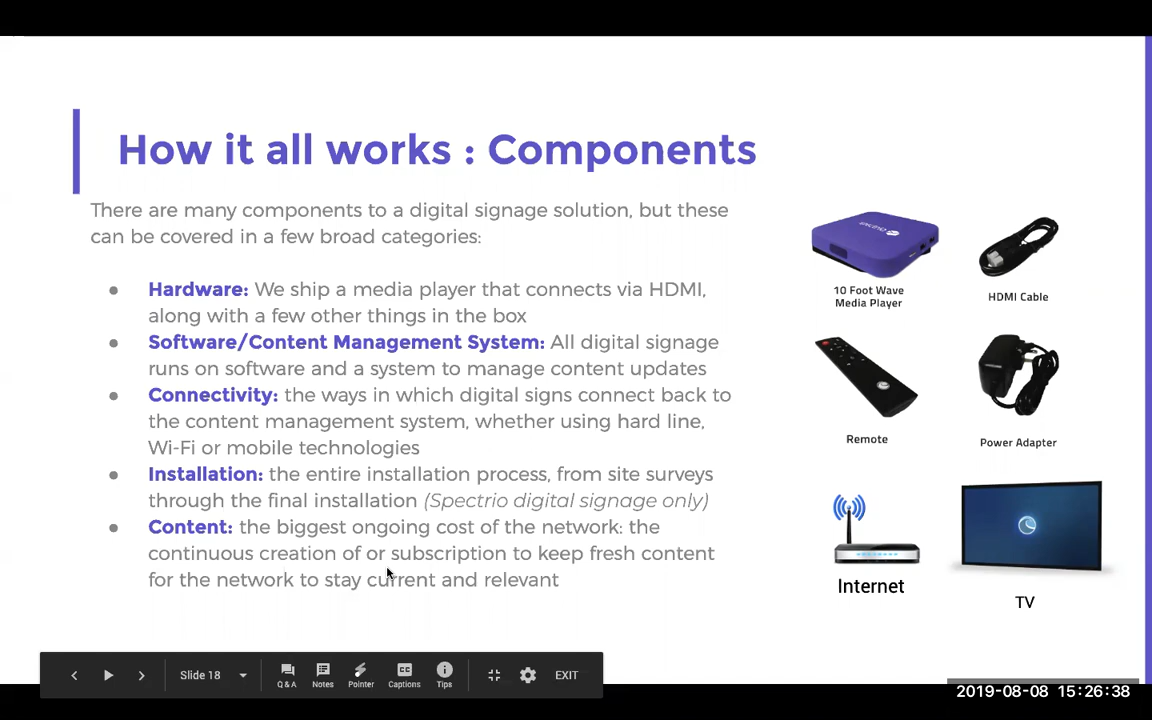 How it all works : Components
There are many components to a digital signage solution, but these
can be covered in a few broad categories:
● Hardware: We ship a media player that connects via HDMI,
along with a few other things in the box
● Software/Content Management System: All digital signage
runs on software and a system to manage content updates
● Connectivity: the ways in which digital signs connect back to
the content management system, whether using hard line,
Wi-Fi or mobile technologies
● Installation: the entire installation process, from site surveys
through the final installation (Spectrio digital signage only)
● Content: the biggest ongoing cost of the network: the
continuous creation of or subscription to keep fresh content
for the network to stay current and relevant
10 Foot Wave
Media Player
HDMI Cable
Remote
Power Adapter
Internet
TV
Slide 18
Q & A
Notes
Pointer
Captions
Tips
EXIT
2019-08-08 15:26:38